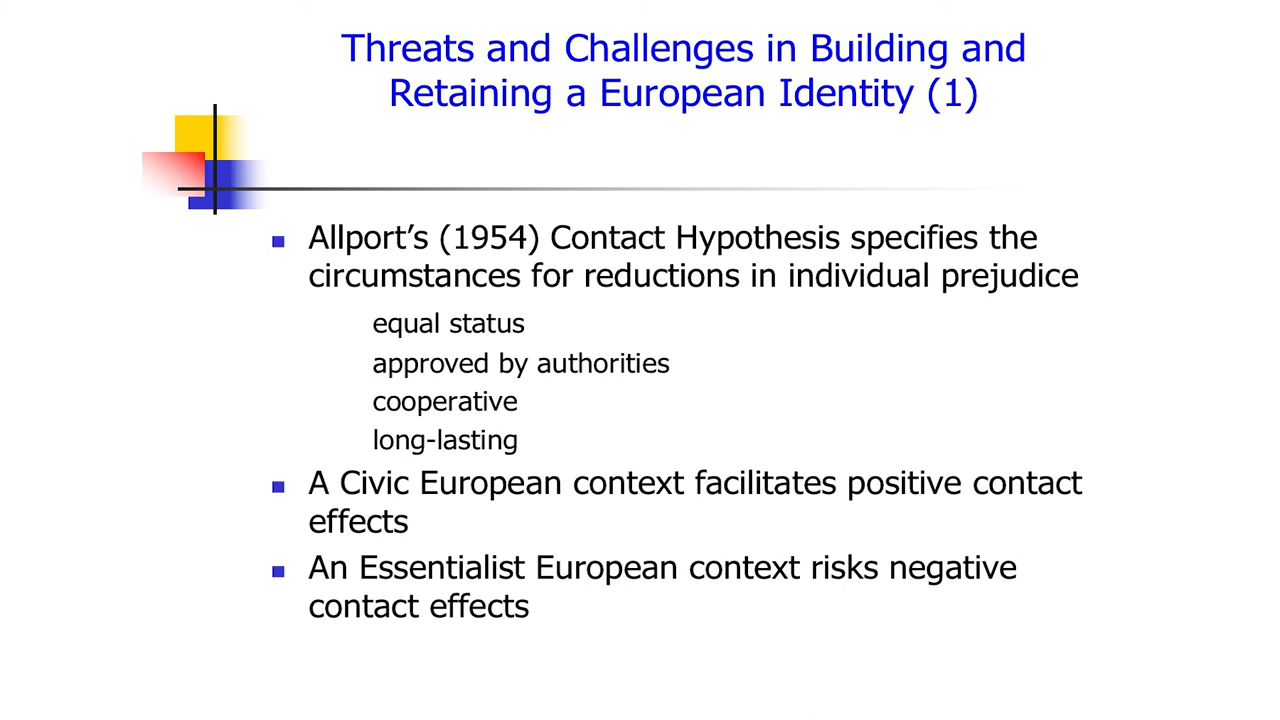 Threats and Challenges in Building and
Retaining a European Identity (1)
Allport’s (1954) Contact Hypothesis specifies the
circumstances for reductions in individual prejudice
equal status
approved by authorities
cooperative
long-lasting
A Civic European context facilitates positive contact
effects
An Essentialist European context risks negative
contact effects